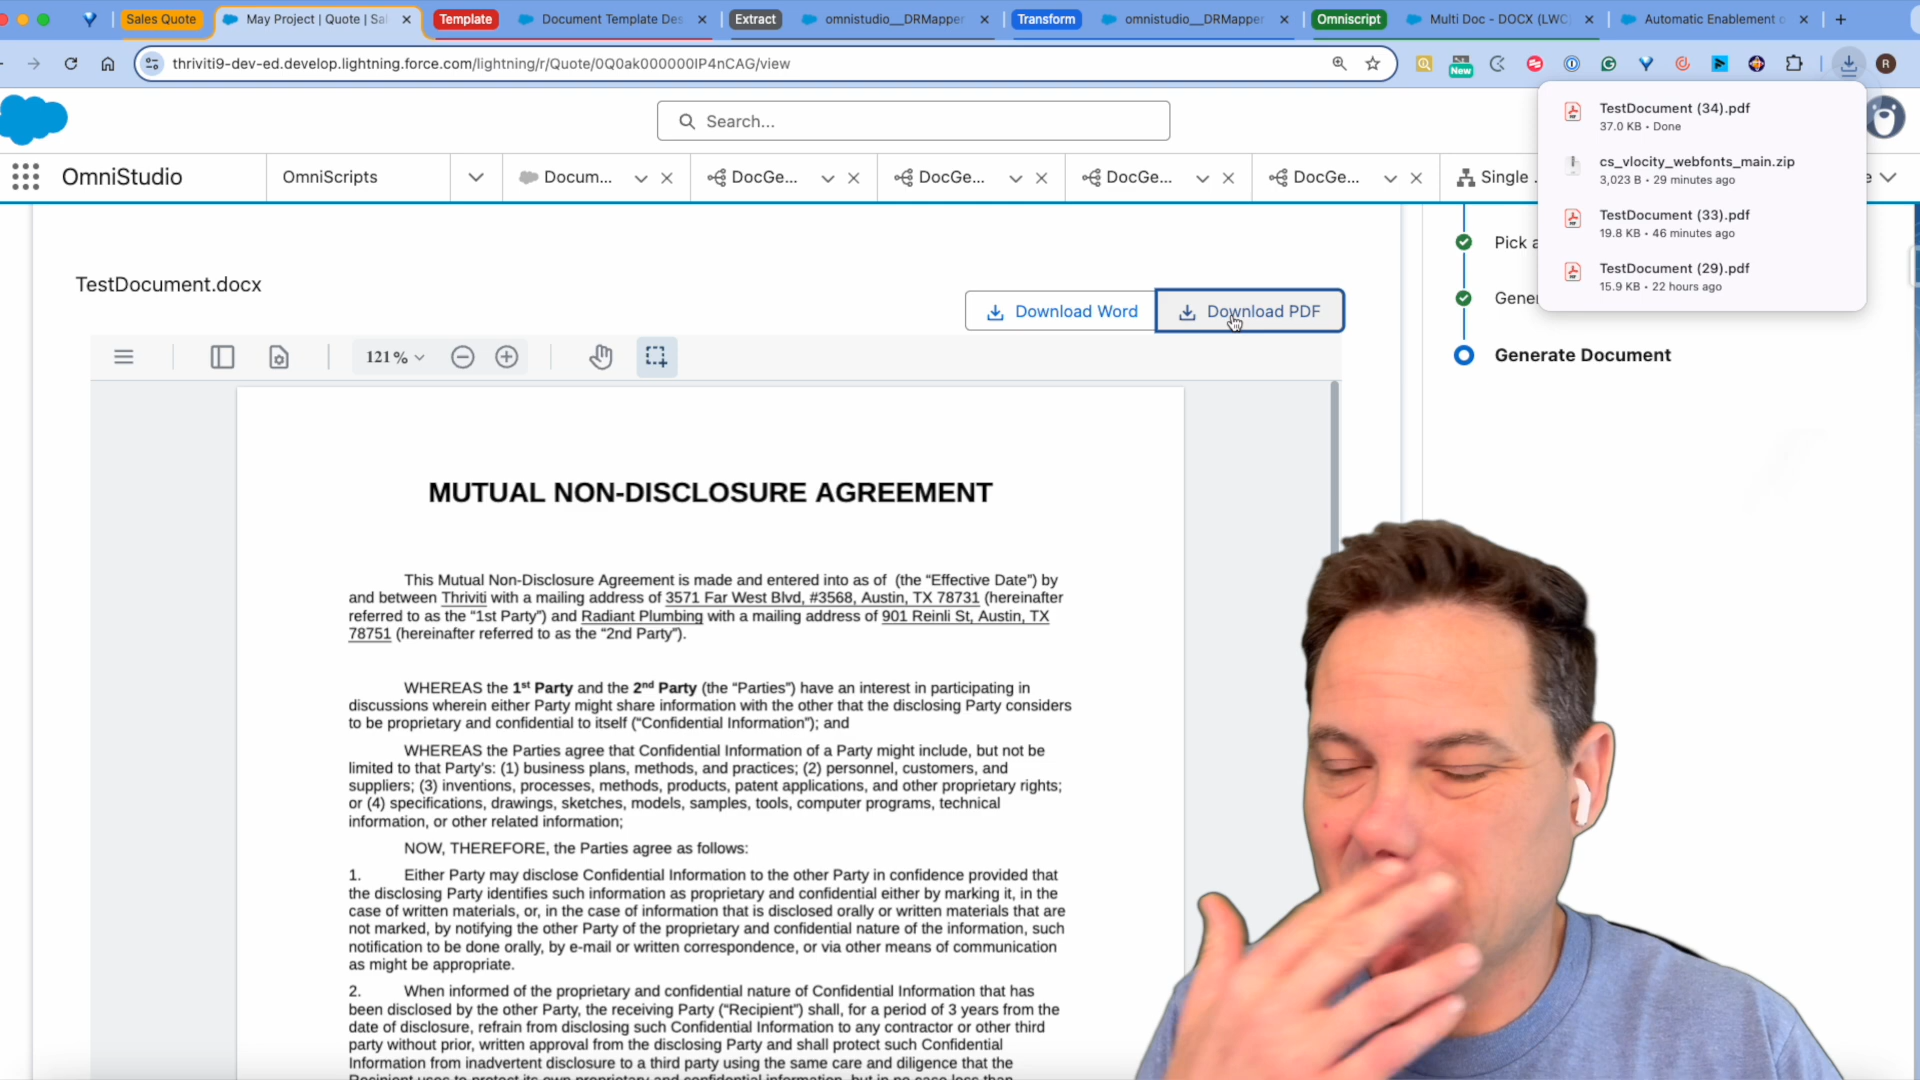 Sales Quote
May Project | Quote | Sal
Template
Document Template Des
Extract
omnistudio__DRMapper
Transform
omnistudio__DRMapper
Omniscript
Multi Doc - DOCX (LWC
Automatic Enablement o
thriviti9-dev-ed.develop.lightning.force.com/lightning/r/Quote/0Q0ak000000IP4nCAG/view
New
R
Search...
TestDocument (34).pdf
37.0 KB • Done
cs_vlocity_webfonts_main.zip
3,023 B • 29 minutes ago
TestDocument (33).pdf
19.8 KB • 46 minutes ago
TestDocument (29).pdf
15.9 KB • 22 hours ago
OmniStudio
OmniScripts
Docum...
DocGe...
DocGe...
DocGe...
DocGe...
Single
TestDocument.docx
Download Word
Download PDF
Pick a
Gener
Generate Document
121%
MUTUAL NON-DISCLOSURE AGREEMENT
This Mutual Non-Disclosure Agreement is made and entered into as of (the “Effective Date”) by
and between Thriviti with a mailing address of 3571 Far West Blvd, #3568, Austin, TX 78731 (hereinafter
referred to as the “1st Party”) and Radiant Plumbing with a mailing address of 901 Reinli St, Austin, TX
78751 (hereinafter referred to as the “2nd Party”).
WHEREAS the 1st Party and the 2nd Party (the “Parties”) have an interest in participating in
discussions wherein either Party might share information with the other that the disclosing Party considers
to be proprietary and confidential to itself (“Confidential Information”); and
WHEREAS the Parties agree that Confidential Information of a Party might include, but not be
limited to that Party’s: (1) business plans, methods, and practices; (2) personnel, customers, and
suppliers; (3) inventions, processes, methods, products, patent applications, and other proprietary rights;
or (4) specifications, drawings, sketches, models, samples, tools, computer programs, technical
information, or other related information;
NOW, THEREFORE, the Parties agree as follows:
1. Either Party may disclose Confidential Information to the other Party in confidence provided that
the disclosing Party identifies such information as proprietary and confidential either by marking it, in the
case of written materials, or, in the case of information that is disclosed orally or written materials that are
not marked, by notifying the other Party of the proprietary and confidential nature of the information, such
notification to be done orally, by e-mail or written correspondence, or via other means of communication
as might be appropriate.
2. When informed of the proprietary and confidential nature of Confidential Information that has
been disclosed by the other Party, the receiving Party (“Recipient”) shall, for a period of 3 years from the
date of disclosure, refrain from disclosing such Confidential Information to any contractor or other third
party without prior, written approval from the disclosing Party and shall protect such Confidential
Information from inadvertent disclosure to a third party using the same care and diligence that the
Recipient uses to protect its own proprietary and confidential information, but in no case less than